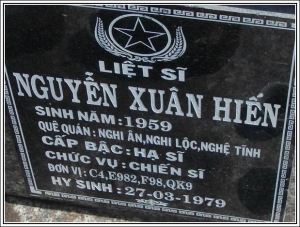 LIỆT SĨ
NGUYỄN XUÂN HIẾN
SINH NĂM : 1959
QUÊ QUÁN : NGHI ÂN, NGHI LỘC, NGHỆ TĨNH
CẤP BẬC : HẠ SĨ
CHỨC VỤ : CHIẾN SĨ
ĐƠN VỊ : C4, E982, F98, QK9
HY SINH : 27-03-1979